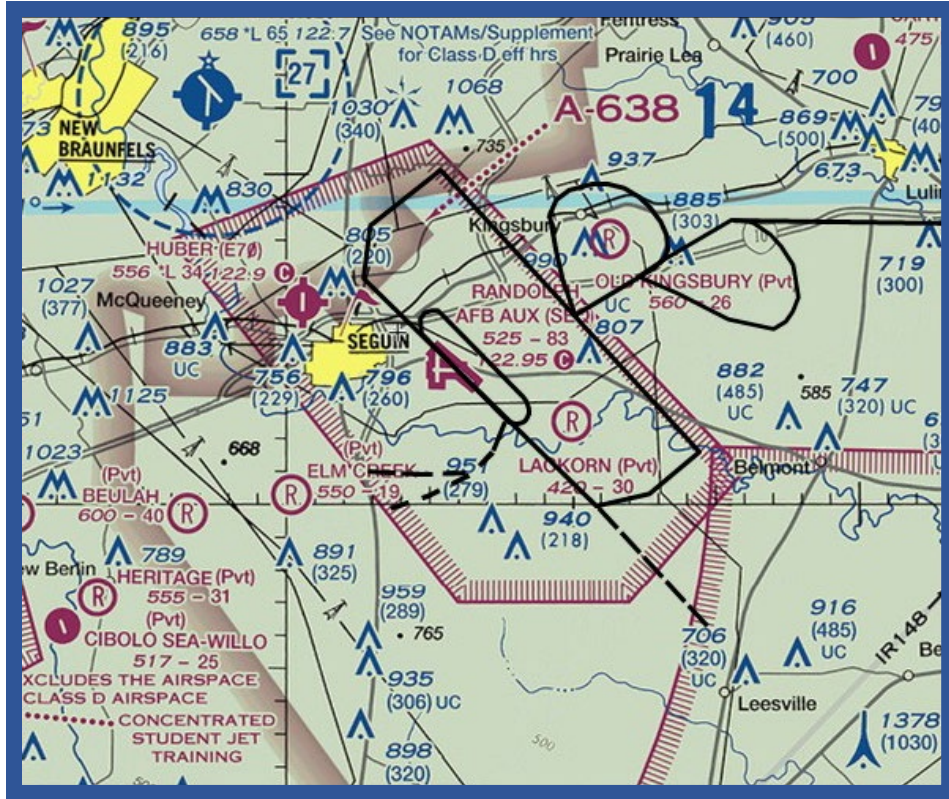 895
(216)
658 *L 65 122.7
See NOTAMs/Supplement
for Class D eff hrs
Fentress
Prairie Lea
(460)
475
27
1030
(340)
1068
A-638
14
700
869
(500)
673
NEW
BRAUNFELS
735
937
1132
830
885
(303)
Kingsbury
805
(220)
990
10
719
(300)
HUBER (E70)
556 *L 34 122.9 C
R
OLD KINGSBURY (Pvt)
560 - 26
UC
1027
(377)
McQueeney
RANDOLPH
AFB AUX (SEQ)
525 - 83
122.95 C
807
SEGUIN
883
UC
756
(229)
796
(260)
882
(485)
UC
585
747
(320) UC
1125
R
668
1023
(Pvt)
ELM CREEK
550 - 19
951
(279)
LACKORN (Pvt)
420 - 30
Belmont
(Pvt)
BEULAH
600 - 40
R
R
940
(218)
789
891
(325)
HERITAGE (Pvt)
555 - 31
R
959
(289)
765
(Pvt)
CIBOLO SEA-WILLO
517 - 25
706
(320)
UC
916
(485)
UC
IR148
935
(306) UC
Leesville
CLASS D AIRSPACE
CONCENTRATED
STUDENT JET
TRAINING
898
(320)
500
1378
(1030)